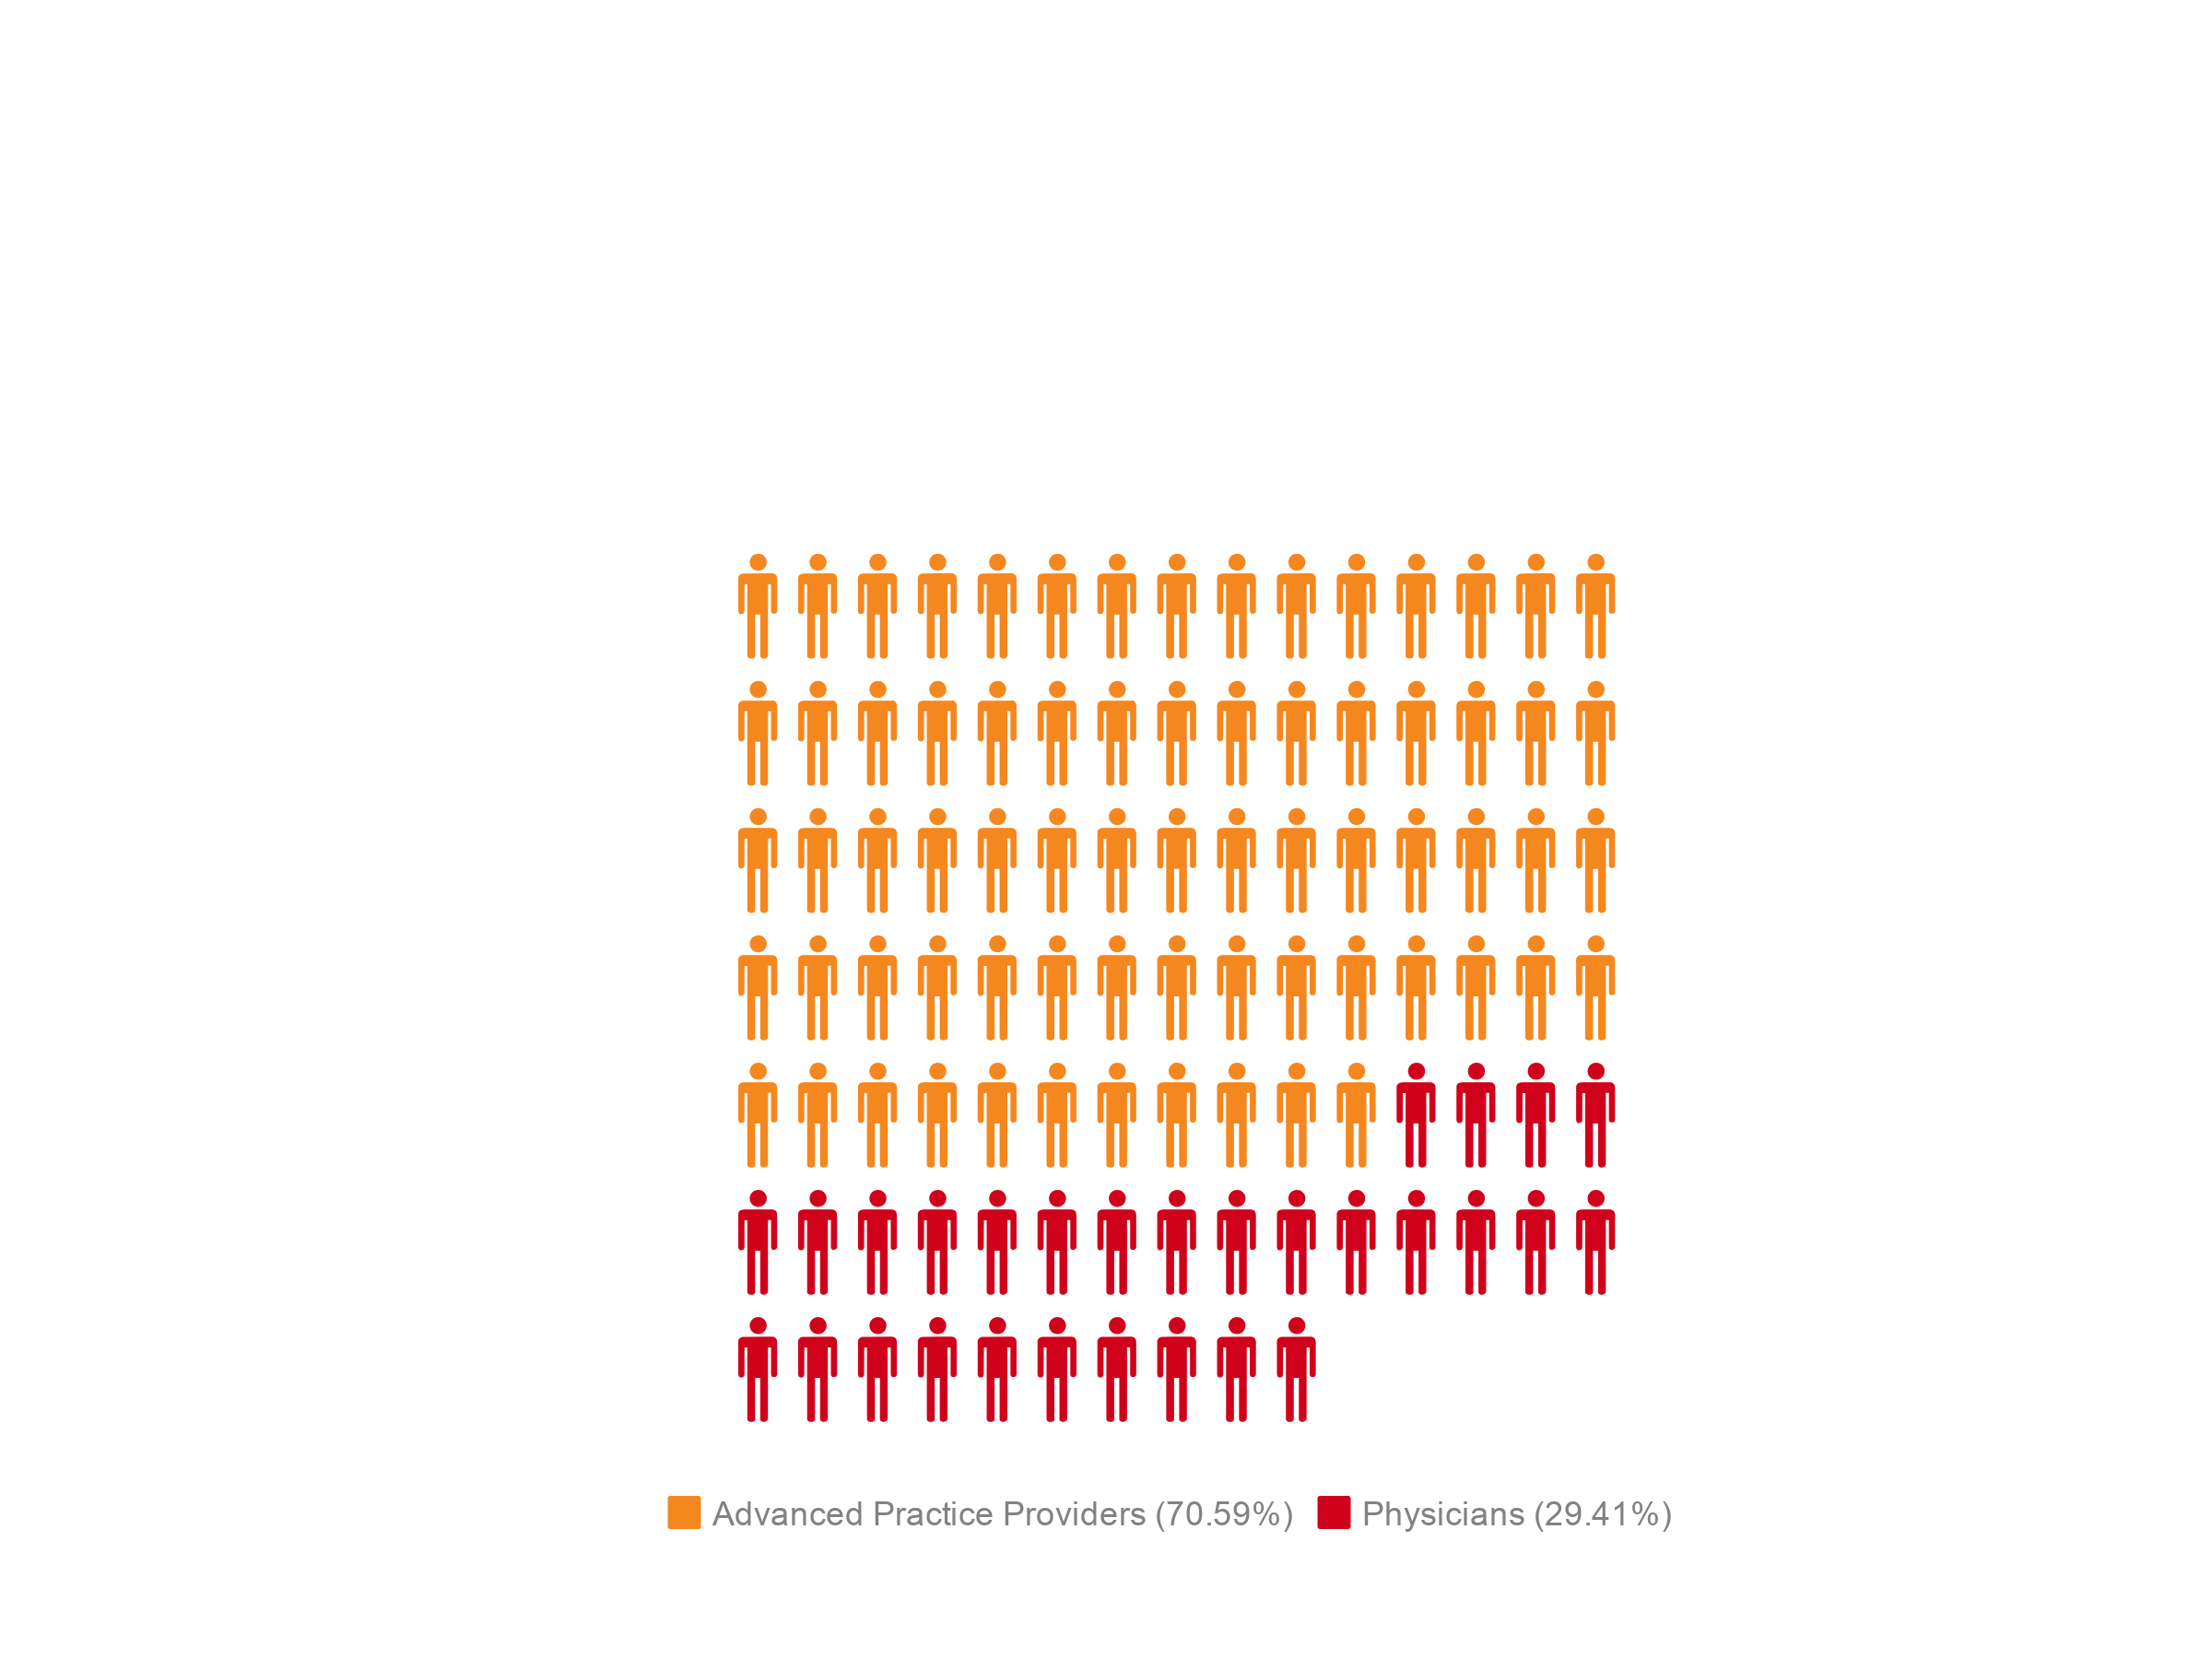 Advanced Practice Providers (70.59%) Physicians (29.41%)